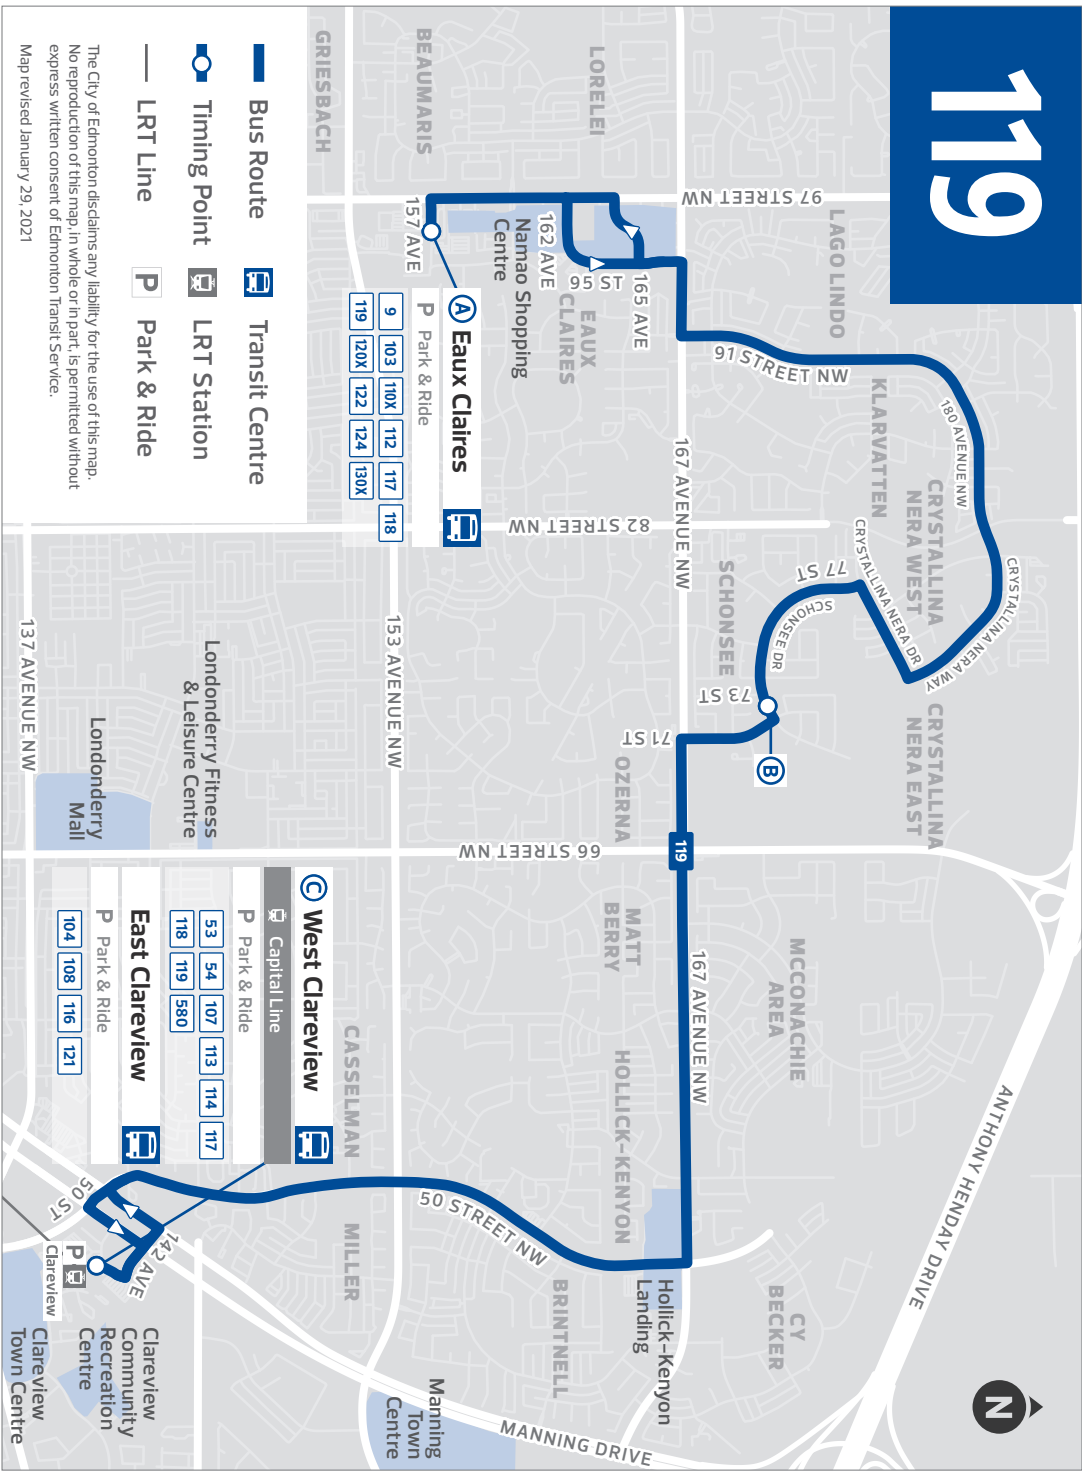 119
Bus Route
Timing Point
LRT Line
Transit Centre
LRT Station
P Park & Ride
The City of Edmonton disclaims any liability for the use of this map.
No reproduction of this map, in whole or in part, is permitted without
express written consent of Edmonton Transit Service.
Map revised January 29, 2021
GRIESBACH
BEAUMARIS
LORELEI
97 STREET NW
LAGO LINDO
157 AVE
Namao Shopping
Centre
162 AVE
95 ST
165 AVE
EAUX
CLAIRES
91 STREET NW
KLARVATTEN
180 AVENUE NW
CRYSTALLINA
NERA WEST
CRYSTALLINA NERA WAY
CRYSTALLINA NERA DR
CRYSTALLINA
NERA EAST
A Eaux Claires
P Park & Ride
9 103 110X 112 117 118
119 120X 122 124 130X
82 STREET NW
167 AVENUE NW
77 ST
SCHONSEE DR
SCHONSEE
73 ST
B
71 ST
OZERNA
137 AVENUE NW
153 AVENUE NW
Londonderry Fitness
& Leisure Centre
Londonderry
Mall
66 STREET NW
119
MATT
BERRY
167 AVENUE NW
MCCONACHIE
AREA
HOLLICK-KENYON
ANTHONY HENDAY DRIVE
C West Clareview
Capital Line
P Park & Ride
53 54 107 113 114 117
118 119 580
East Clareview
P Park & Ride
104 108 116 121
CASSELMAN
50 ST
142 AVE
P
Clareview
50 STREET NW
MILLER
BRINTNELL
Hollick-Kenyon
Landing
CY
BECKER
MANNING DRIVE
Manning
Town
Centre
Clareview
Community
Recreation
Centre
Clareview
Town Centre
N